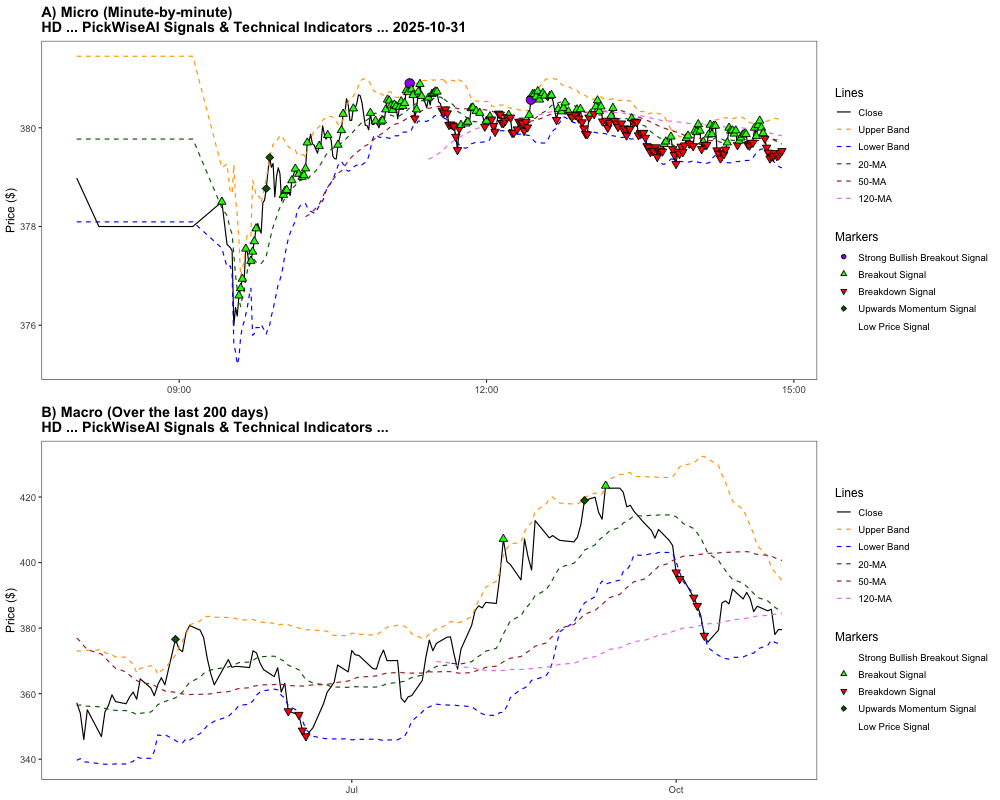 A) Micro (Minute-by-minute)
HD ... PickWiseAI Signals & Technical Indicators ... 2025-10-31
Price ($)
380
378
376
09:00
12:00
15:00
Lines
Close
Upper Band
Lower Band
20-MA
50-MA
120-MA
Markers
Strong Bullish Breakout Signal
Breakout Signal
Breakdown Signal
Upwards Momentum Signal
Low Price Signal
B) Macro (Over the last 200 days)
HD ... PickWiseAI Signals & Technical Indicators ...
Price ($)
420
400
380
360
340
Jul
Oct
Lines
Close
Upper Band
Lower Band
20-MA
50-MA
120-MA
Markers
Strong Bullish Breakout Signal
Breakout Signal
Breakdown Signal
Upwards Momentum Signal
Low Price Signal